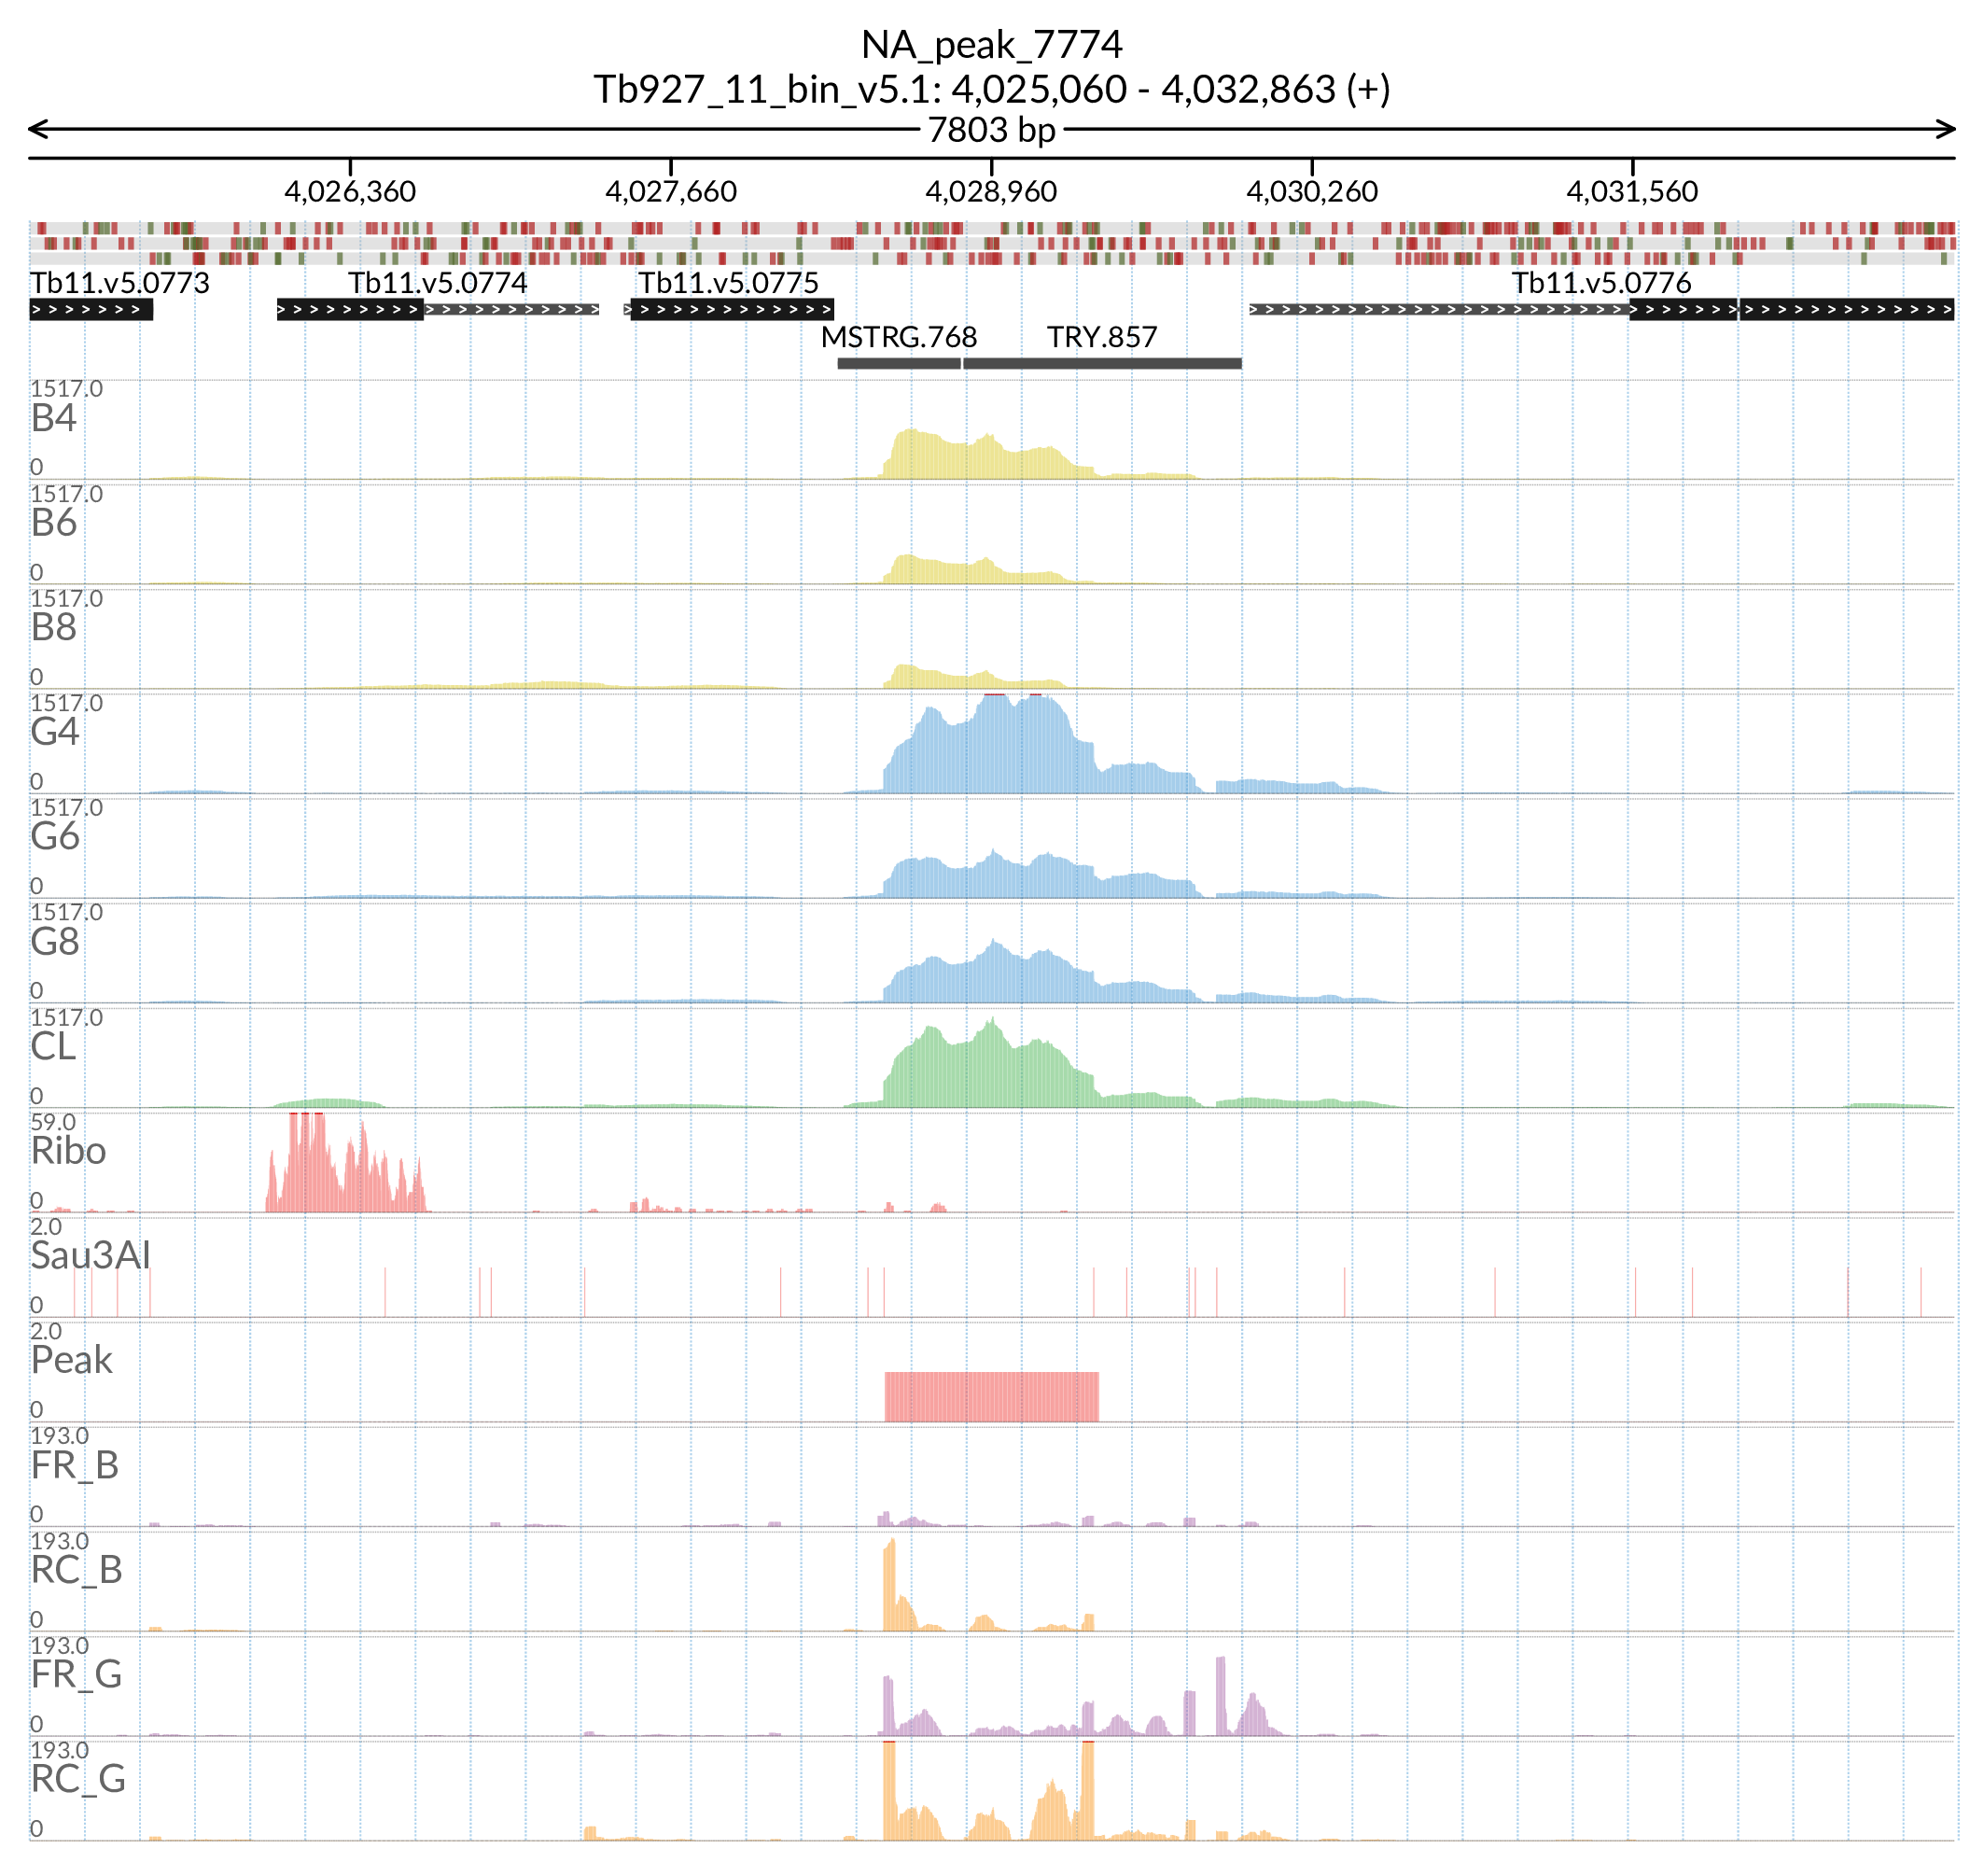 NA_peak_7774
Tb927_11_bin_v5.1: 4,025,060 - 4,032,863 (+)
7803 bp
4,026,360 4,027,660 4,028,960 4,030,260 4,031,560
Tb11.v5.0773 Tb11.v5.0774 Tb11.v5.0775 Tb11.v5.0776
MSTRG.768 TRY.857
1517.0
B4
0
1517.0
B6
0
1517.0
B8
0
1517.0
G4
0
1517.0
G6
0
1517.0
G8
0
1517.0
CL
0
59.0
Ribo
0
2.0
Sau3AI
0
2.0
Peak
0
193.0
FR_B
0
193.0
RC_B
0
193.0
FR_G
0
193.0
RC_G
0